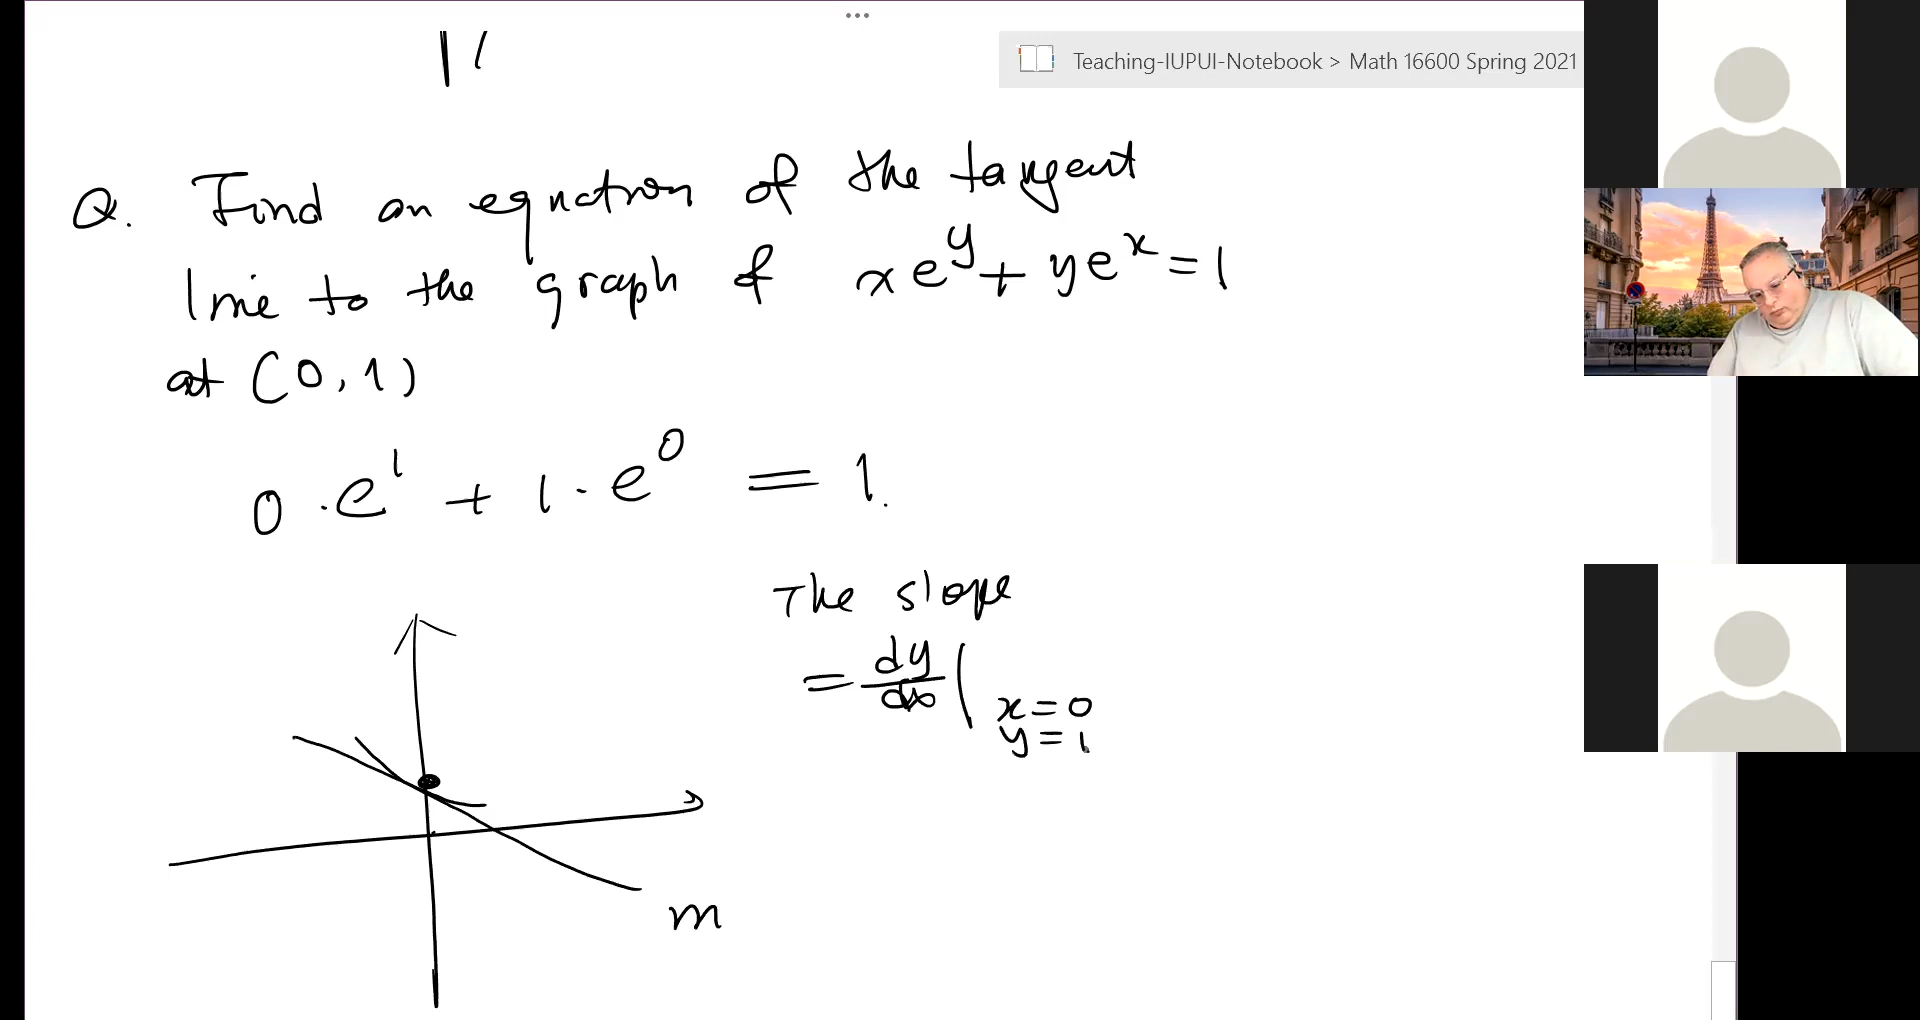 ...
Teaching-IUPUI-Notebook > Math 16600 Spring 2021
Q. Find an equation of the tangent
line to the graph of xe^y + ye^x = 1
at (0,1)
0 · e^1 + 1 · e^0 = 1.
The slope
= dy/dx |
x = 0
y = 1
m